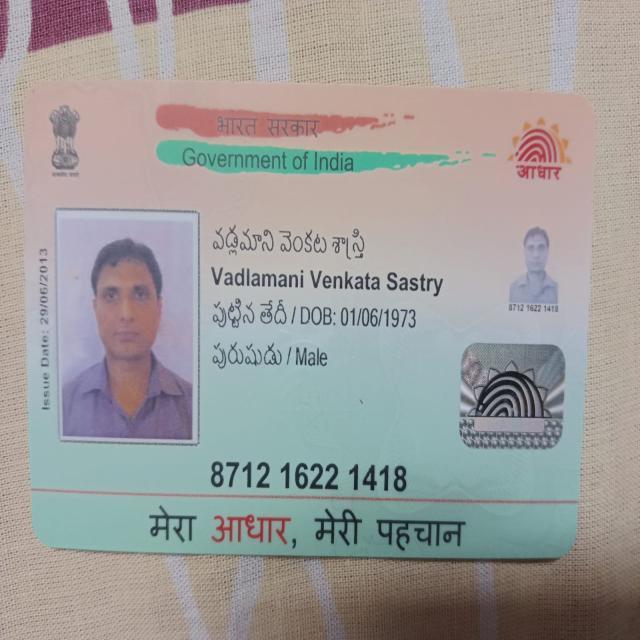 भारत सरकार
Government of India
आधार
Issue Date: 29/06/2013
వడ్లమాని వెంకట శాస్త్రి
Vadlamani Venkata Sastry
పుట్టిన తేదీ / DOB: 01/06/1973
పురుషుడు / Male
8712 1622 1418
8712 1622 1418
मेरा आधार, मेरी पहचान